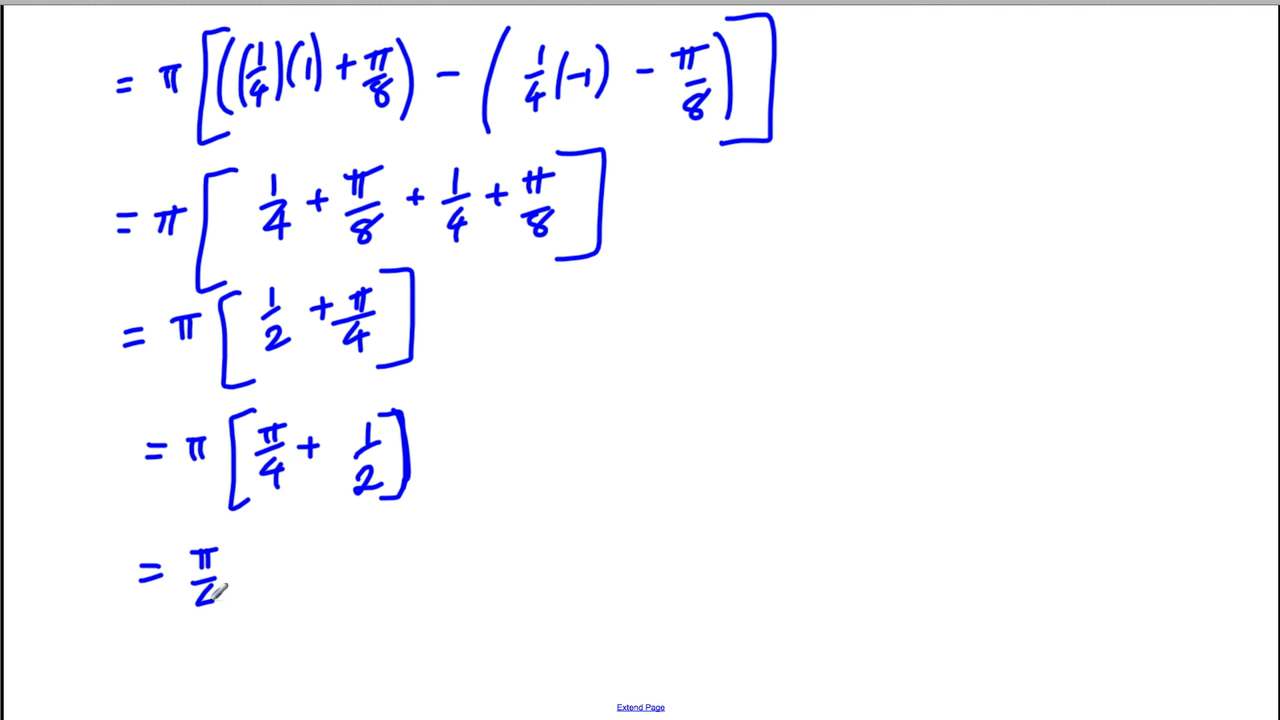 = π [((1/4)(1) + π/8) - (1/4(-1) - π/8)]
= π [1/4 + π/8 + 1/4 + π/8]
= π [1/2 + π/4]
= π [π/4 + 1/2]
= π/
Extend Page